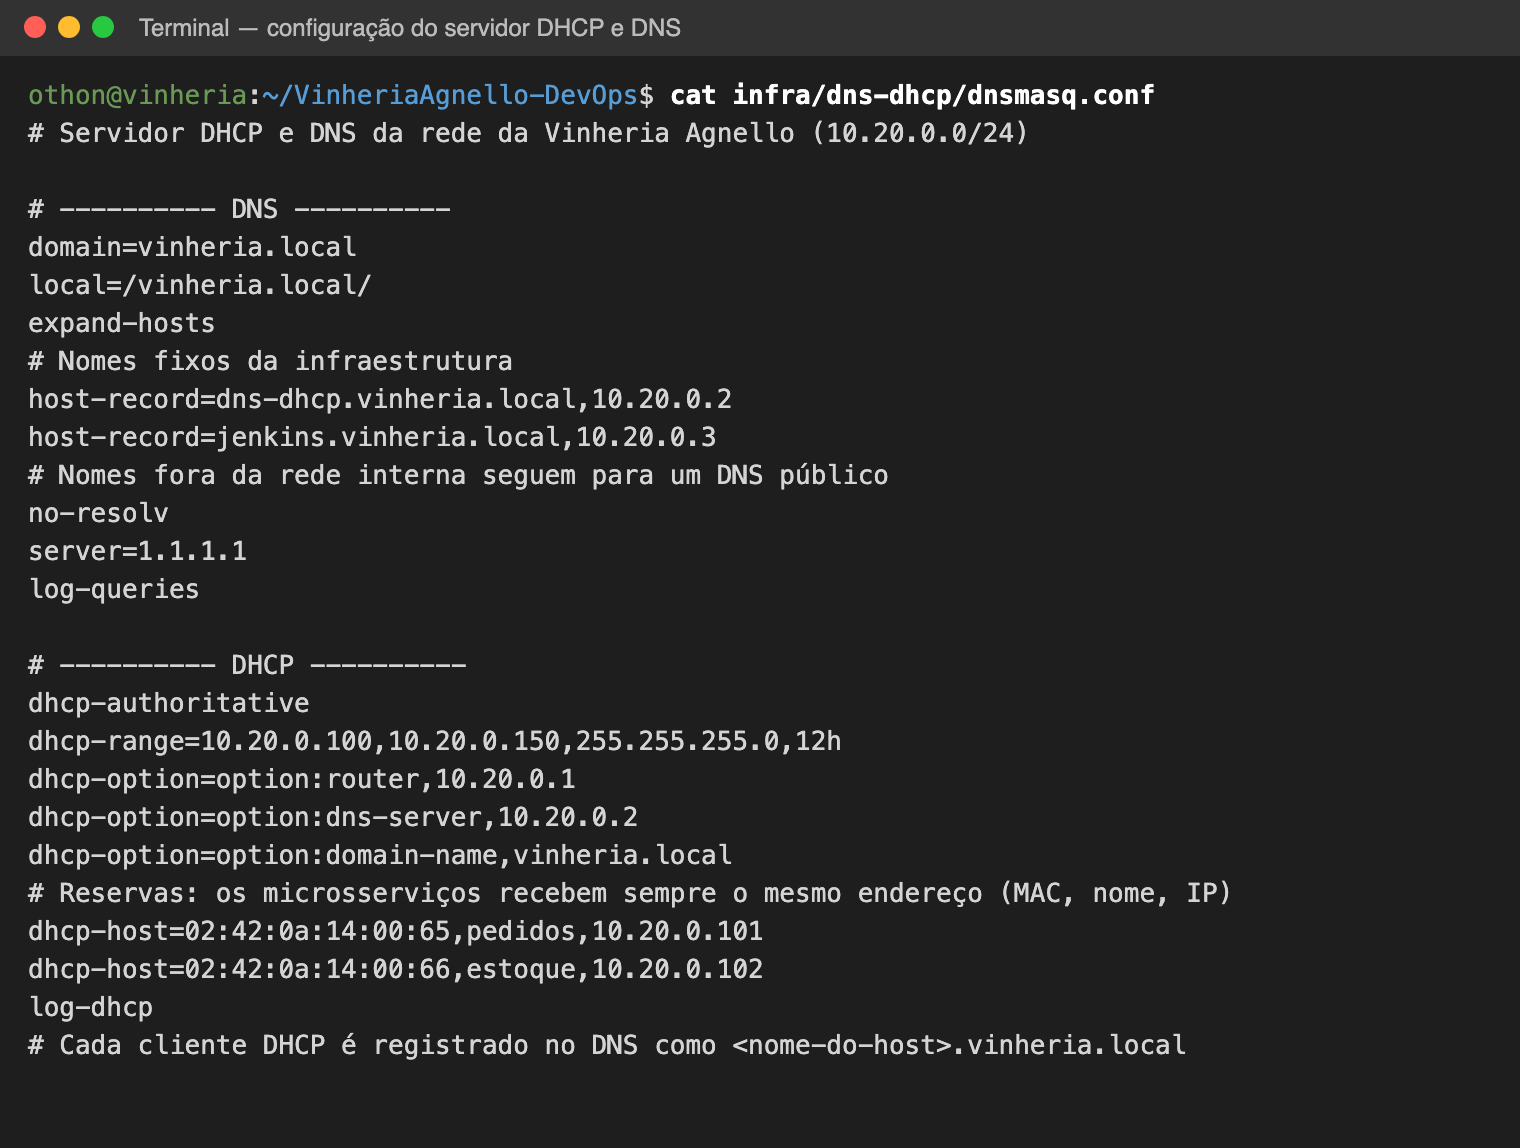 Terminal — configuração do servidor DHCP e DNS
othon@vinheria:~/VinheriaAgnello-DevOps$ cat infra/dns-dhcp/dnsmasq.conf
# Servidor DHCP e DNS da rede da Vinheria Agnello (10.20.0.0/24)
# ---------- DNS ----------
domain=vinheria.local
local=/vinheria.local/
expand-hosts
# Nomes fixos da infraestrutura
host-record=dns-dhcp.vinheria.local,10.20.0.2
host-record=jenkins.vinheria.local,10.20.0.3
# Nomes fora da rede interna seguem para um DNS público
no-resolv
server=1.1.1.1
log-queries
# ---------- DHCP ----------
dhcp-authoritative
dhcp-range=10.20.0.100,10.20.0.150,255.255.255.0,12h
dhcp-option=option:router,10.20.0.1
dhcp-option=option:dns-server,10.20.0.2
dhcp-option=option:domain-name,vinheria.local
# Reservas: os microsserviços recebem sempre o mesmo endereço (MAC, nome, IP)
dhcp-host=02:42:0a:14:00:65,pedidos,10.20.0.101
dhcp-host=02:42:0a:14:00:66,estoque,10.20.0.102
log-dhcp
# Cada cliente DHCP é registrado no DNS como <nome-do-host>.vinheria.local